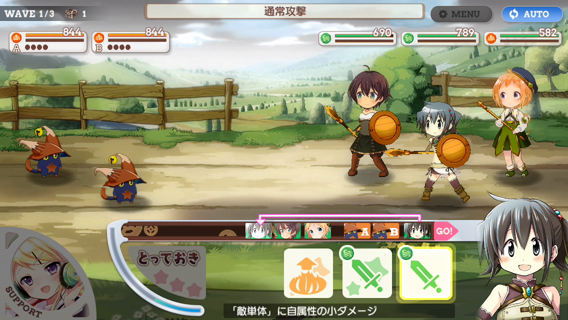 WAVE 1/3 1
通常攻撃
MENU
AUTO
844
A
844
B
690
789
582
A
B
GO!
とっておき
SUPPORT
「敵単体」に自属性の小ダメージ